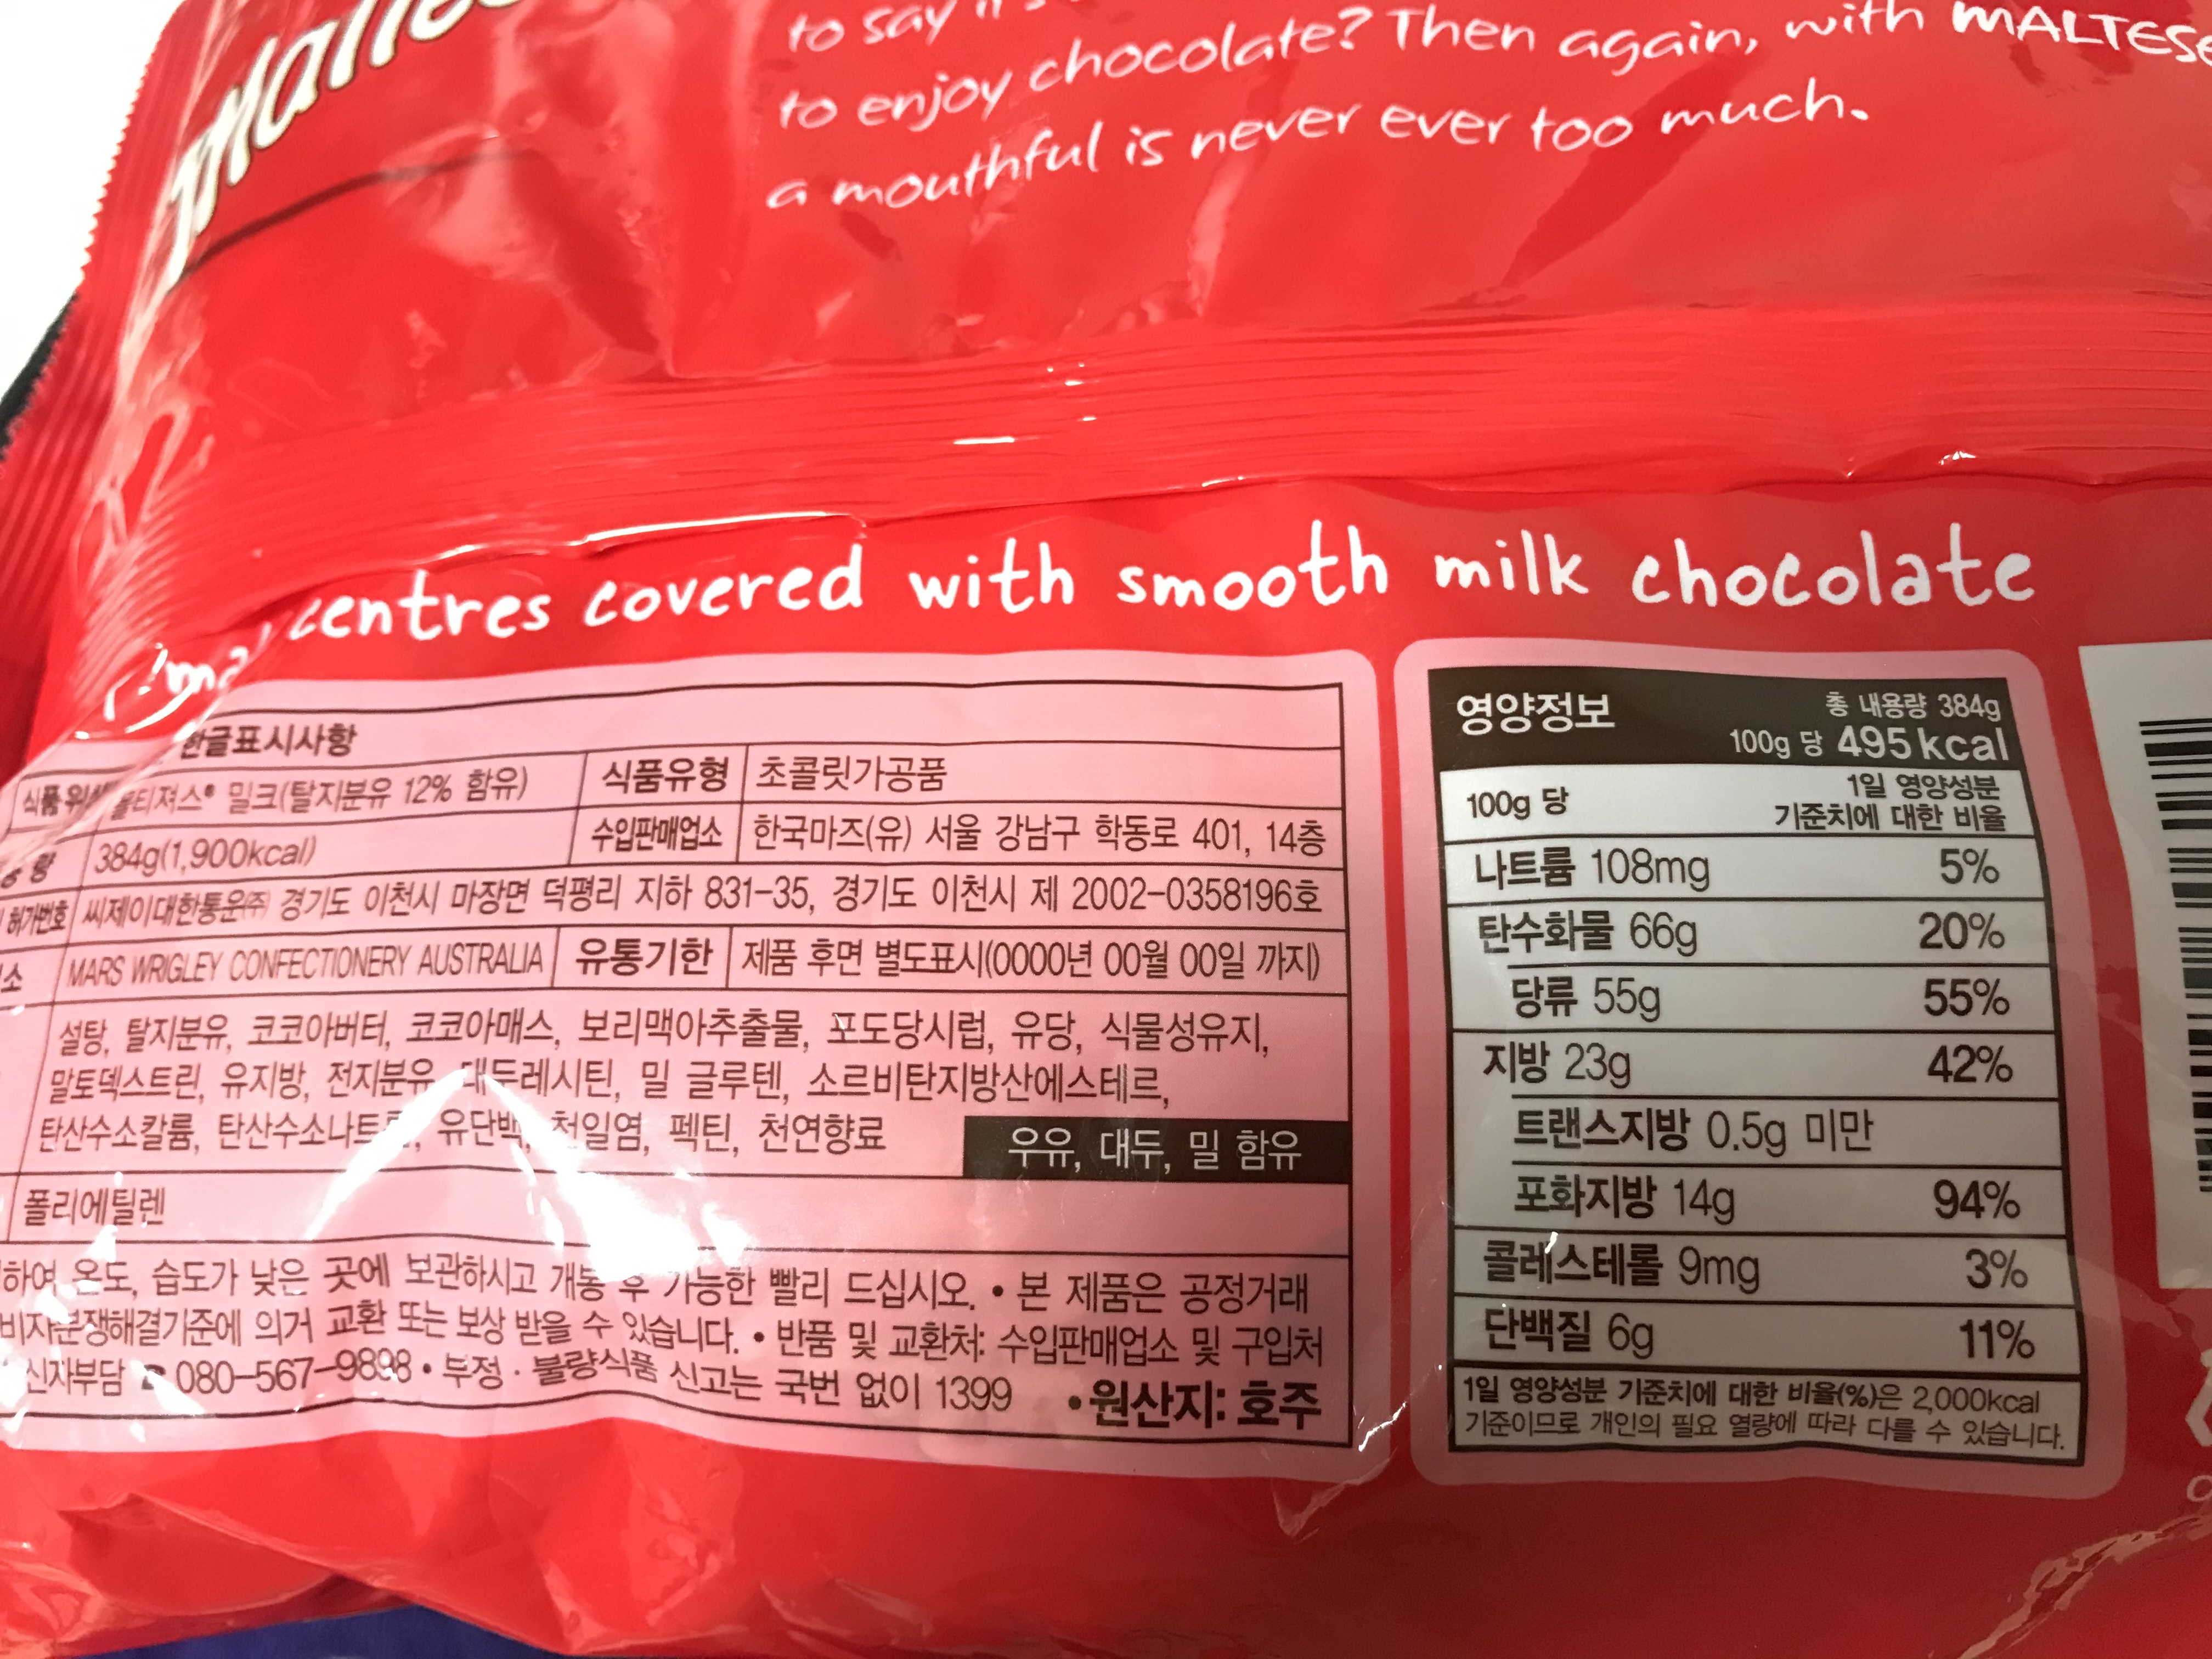 to say
to enjoy chocolate? Then again, with MALTESE
a mouthful is never ever too much.
centres covered with smooth milk chocolate
한글표시사항
몰티져스® 밀크(탈지분유 12% 함유) 식품유형 초콜릿가공품
384g(1,900kcal) 수입판매업소 한국마즈(유) 서울 강남구 학동로 401, 14층
허가번호 씨제이대한통운㈜ 경기도 이천시 마장면 덕평리 지하 831-35, 경기도 이천시 제 2002-0358196호
소 MARS WRIGLEY CONFECTIONERY AUSTRALIA 유통기한 제품 후면 별도표시(0000년 00월 00일 까지)
설탕, 탈지분유, 코코아버터, 코코아매스, 보리맥아추출물, 포도당시럽, 유당, 식물성유지,
말토덱스트린, 유지방, 전지분유, 대두레시틴, 밀 글루텐, 소르비탄지방산에스테르,
탄산수소칼륨, 탄산수소나트륨, 유단백, 천일염, 펙틴, 천연향료
우유, 대두, 밀 함유
폴리에틸렌
하여 온도, 습도가 낮은 곳에 보관하시고 개봉 후 가능한 빨리 드십시오. • 본 제품은 공정거래
비자분쟁해결기준에 의거 교환 또는 보상 받을 수 있습니다. • 반품 및 교환처: 수입판매업소 및 구입처
신자부담 ☎ 080-567-9898 • 부정 · 불량식품 신고는 국번 없이 1399 • 원산지: 호주
영양정보 총 내용량 384g
100g 당 495 kcal
100g 당 1일 영양성분
기준치에 대한 비율
나트륨 108mg 5%
탄수화물 66g 20%
당류 55g 55%
지방 23g 42%
트랜스지방 0.5g 미만
포화지방 14g 94%
콜레스테롤 9mg 3%
단백질 6g 11%
1일 영양성분 기준치에 대한 비율(%)은 2,000kcal
기준이므로 개인의 필요 열량에 따라 다를 수 있습니다.